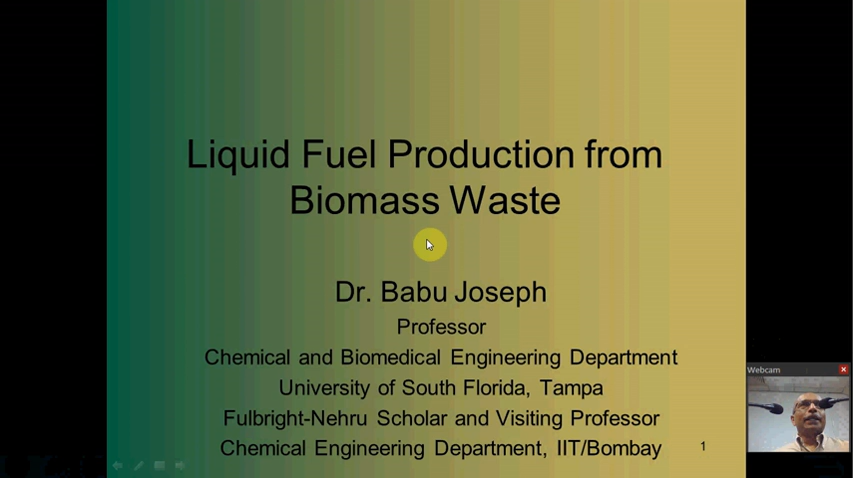 Liquid Fuel Production from
Biomass Waste
Dr. Babu Joseph
Professor
Chemical and Biomedical Engineering Department
University of South Florida, Tampa
Fulbright-Nehru Scholar and Visiting Professor
Chemical Engineering Department, IIT/Bombay
1
Webcam